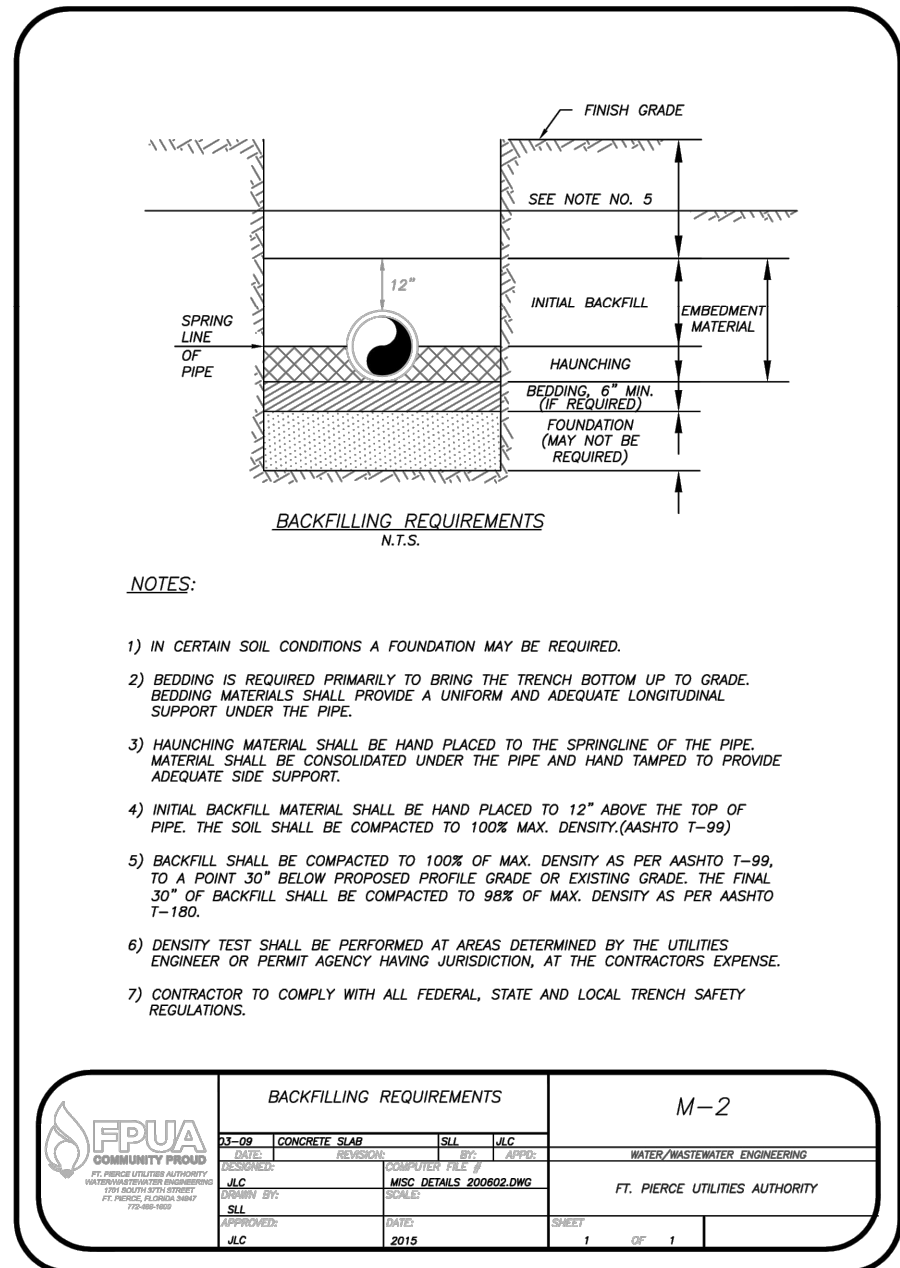 FINISH GRADE
SEE NOTE NO. 5
12"
INITIAL BACKFILL
EMBEDMENT
MATERIAL
SPRING
LINE
OF
PIPE
HAUNCHING
BEDDING, 6" MIN.
(IF REQUIRED)
FOUNDATION
(MAY NOT BE
REQUIRED)
BACKFILLING REQUIREMENTS
N.T.S.
NOTES:
1) IN CERTAIN SOIL CONDITIONS A FOUNDATION MAY BE REQUIRED.
2) BEDDING IS REQUIRED PRIMARILY TO BRING THE TRENCH BOTTOM UP TO GRADE.
BEDDING MATERIALS SHALL PROVIDE A UNIFORM AND ADEQUATE LONGITUDINAL
SUPPORT UNDER THE PIPE.
3) HAUNCHING MATERIAL SHALL BE HAND PLACED TO THE SPRINGLINE OF THE PIPE.
MATERIAL SHALL BE CONSOLIDATED UNDER THE PIPE AND HAND TAMPED TO PROVIDE
ADEQUATE SIDE SUPPORT.
4) INITIAL BACKFILL MATERIAL SHALL BE HAND PLACED TO 12" ABOVE THE TOP OF
PIPE. THE SOIL SHALL BE COMPACTED TO 100% MAX. DENSITY.(AASHTO T-99)
5) BACKFILL SHALL BE COMPACTED TO 100% OF MAX. DENSITY AS PER AASHTO T-99,
TO A POINT 30" BELOW PROPOSED PROFILE GRADE OR EXISTING GRADE. THE FINAL
30" OF BACKFILL SHALL BE COMPACTED TO 98% OF MAX. DENSITY AS PER AASHTO
T-180.
6) DENSITY TEST SHALL BE PERFORMED AT AREAS DETERMINED BY THE UTILITIES
ENGINEER OR PERMIT AGENCY HAVING JURISDICTION, AT THE CONTRACTORS EXPENSE.
7) CONTRACTOR TO COMPLY WITH ALL FEDERAL, STATE AND LOCAL TRENCH SAFETY
REGULATIONS.
FPUA
COMMUNITY PROUD
FT. PIERCE UTILITIES AUTHORITY
WATER/WASTEWATER ENGINEERING
1701 SOUTH 37TH STREET
FT. PIERCE, FLORIDA 34947
BACKFILLING REQUIREMENTS
03-09 CONCRETE SLAB SLL JLC
DATE: REVISION: BY: APPD:
DESIGNED: COMPUTER FILE #
JLC MISC DETAILS 200602.DWG
DRAWN BY: SCALE:
SLL
APPROVED: DATE:
JLC 2015
M-2
WATER/WASTEWATER ENGINEERING
FT. PIERCE UTILITIES AUTHORITY
SHEET
1 OF 1